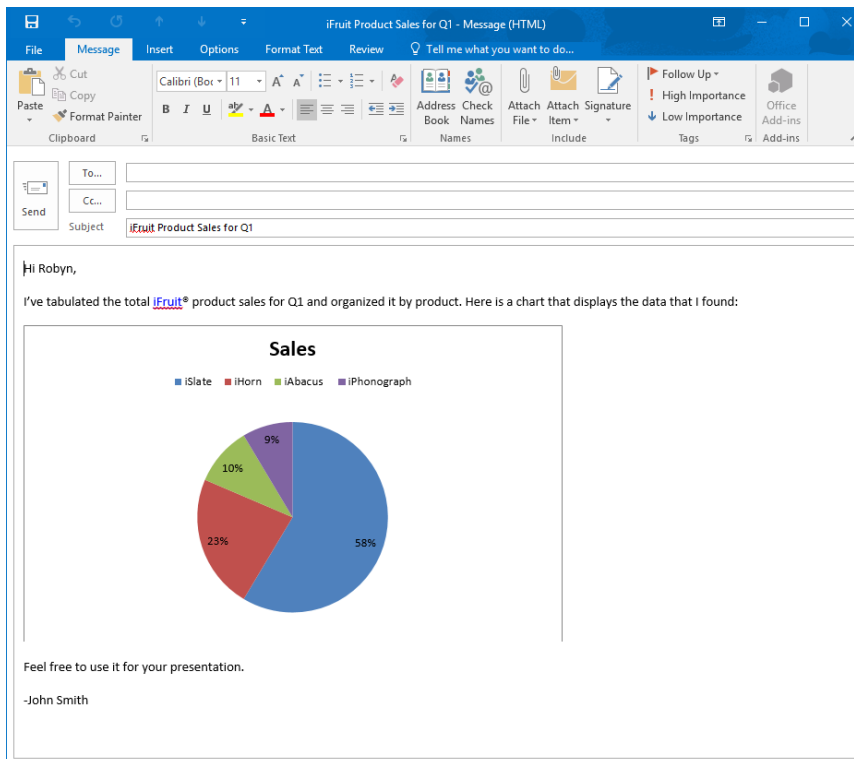 iFruit Product Sales for Q1 - Message (HTML)
File Message Insert Options Format Text Review Tell me what you want to do...
Paste
Cut
Copy
Format Painter
Clipboard
Calibri (Boc 11 A A
B I U ab A
Basic Text
Address Book
Check Names
Names
Attach File
Attach Item
Signature
Include
Follow Up
High Importance
Low Importance
Tags
Office Add-ins
Add-ins
Send
To...
Cc...
Subject iFruit Product Sales for Q1
Hi Robyn,
I've tabulated the total iFruit® product sales for Q1 and organized it by product. Here is a chart that displays the data that I found:
Sales
iSlate iHorn iAbacus iPhonograph
9%
10%
23%
58%
Feel free to use it for your presentation.
-John Smith